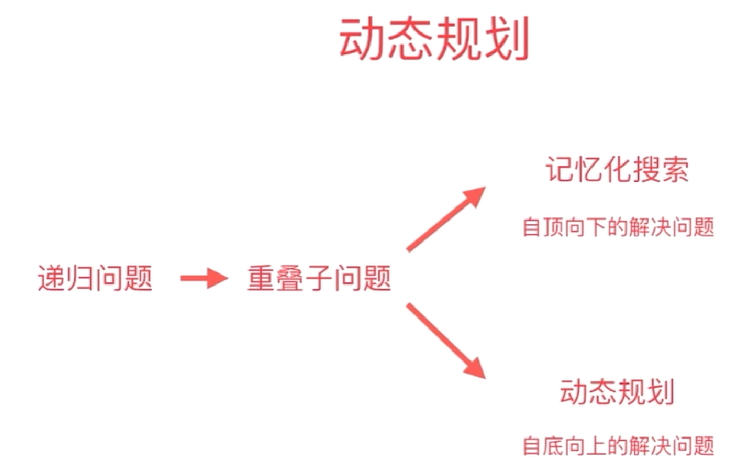 动态规划
记忆化搜索
自顶向下的解决问题
递归问题
重叠子问题
动态规划
自底向上的解决问题